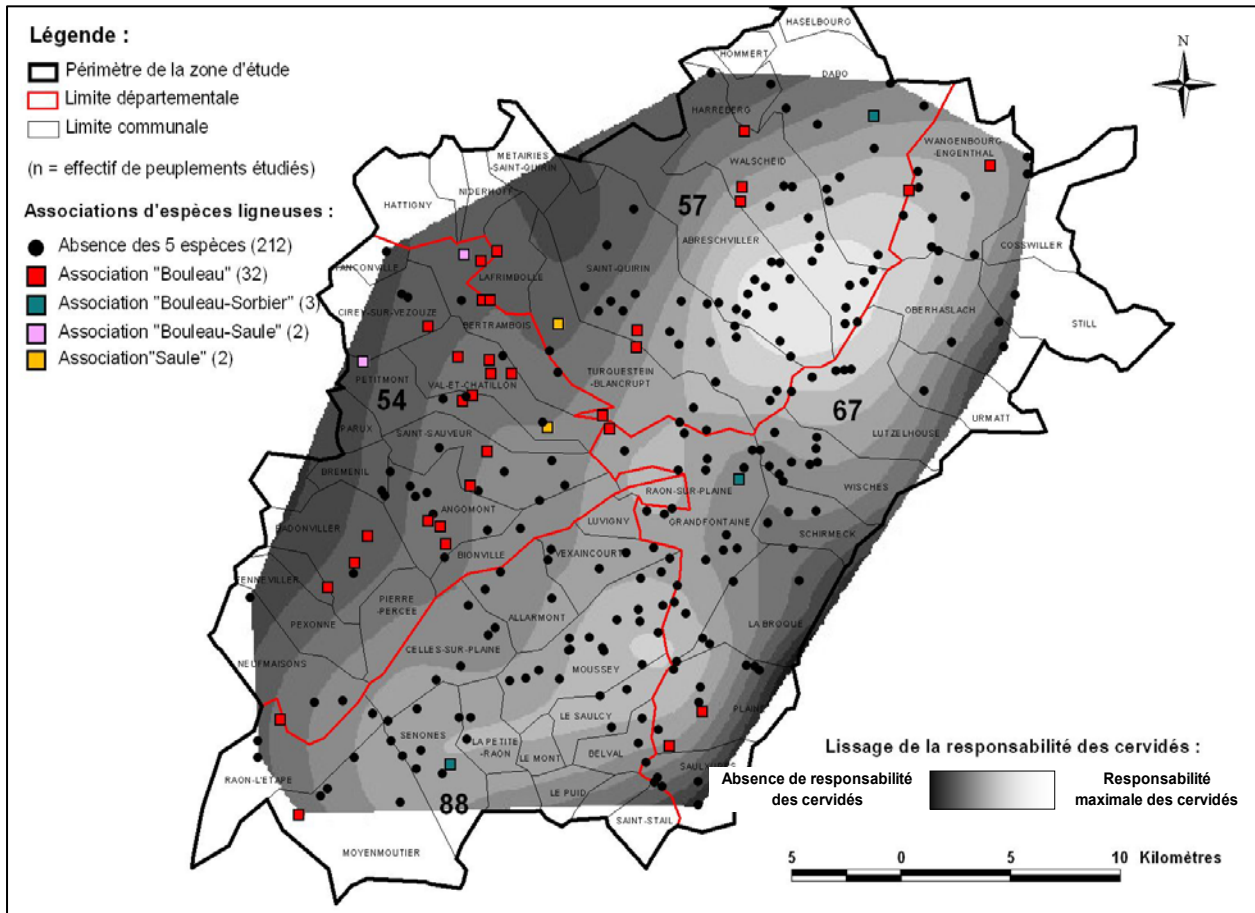 Légende :
Périmètre de la zone d'étude
Limite départementale
Limite communale
(n = effectif de peuplements étudiés)
Associations d'espèces ligneuses :
Absence des 5 espèces (212)
Association "Bouleau" (32)
Association "Bouleau-Sorbier" (3)
Association "Bouleau-Saule" (2)
Association"Saule" (2)
N
HASELBOURG
HOMMERT
DABO
HARREBERG
WANGENBOURG
-ENGENTHAL
METAIRIES
-SAINT-QUIRIN
WALSCHEID
NIDERHOFF
HATTIGNY
57
ABRESCHVILLER
COSSWILLER
LAFRIMBOLLE
SAINT-QUIRIN
TANCONVILLE
CIREY-SUR-VEZOUZE
BERTRAMBOIS
OBERHASLACH
STILL
TURQUESTEIN
-BLANCRUPT
PETITMONT
VAL-ET-CHATILLON
54
67
URMATT
PARUX
SAINT-SAUVEUR
LUTZELHOUSE
BREMENIL
RAON-SUR-PLAINE
WISCHES
ANGOMONT
BADONVILLER
LUVIGNY
GRANDFONTAINE
SCHIRMECK
BIONVILLE
VEXAINCOURT
FENNEVILLER
PIERRE
-PERCEE
PEXONNE
ALLARMONT
LA BROQUE
CELLES-SUR-PLAINE
NEUFMAISONS
MOUSSEY
PLAINE
LE SAULCY
SENONES
LA PETITE
-RAON
LE MONT
BELVAL
RAON-L'ETAPE
SAULXURES
LE PUID
88
SAINT-STAIL
MOYENMOUTIER
Lissage de la responsabilité des cervidés :
Absence de responsabilité
des cervidés
Responsabilité
maximale des cervidés
5 0 5 10 Kilomètres